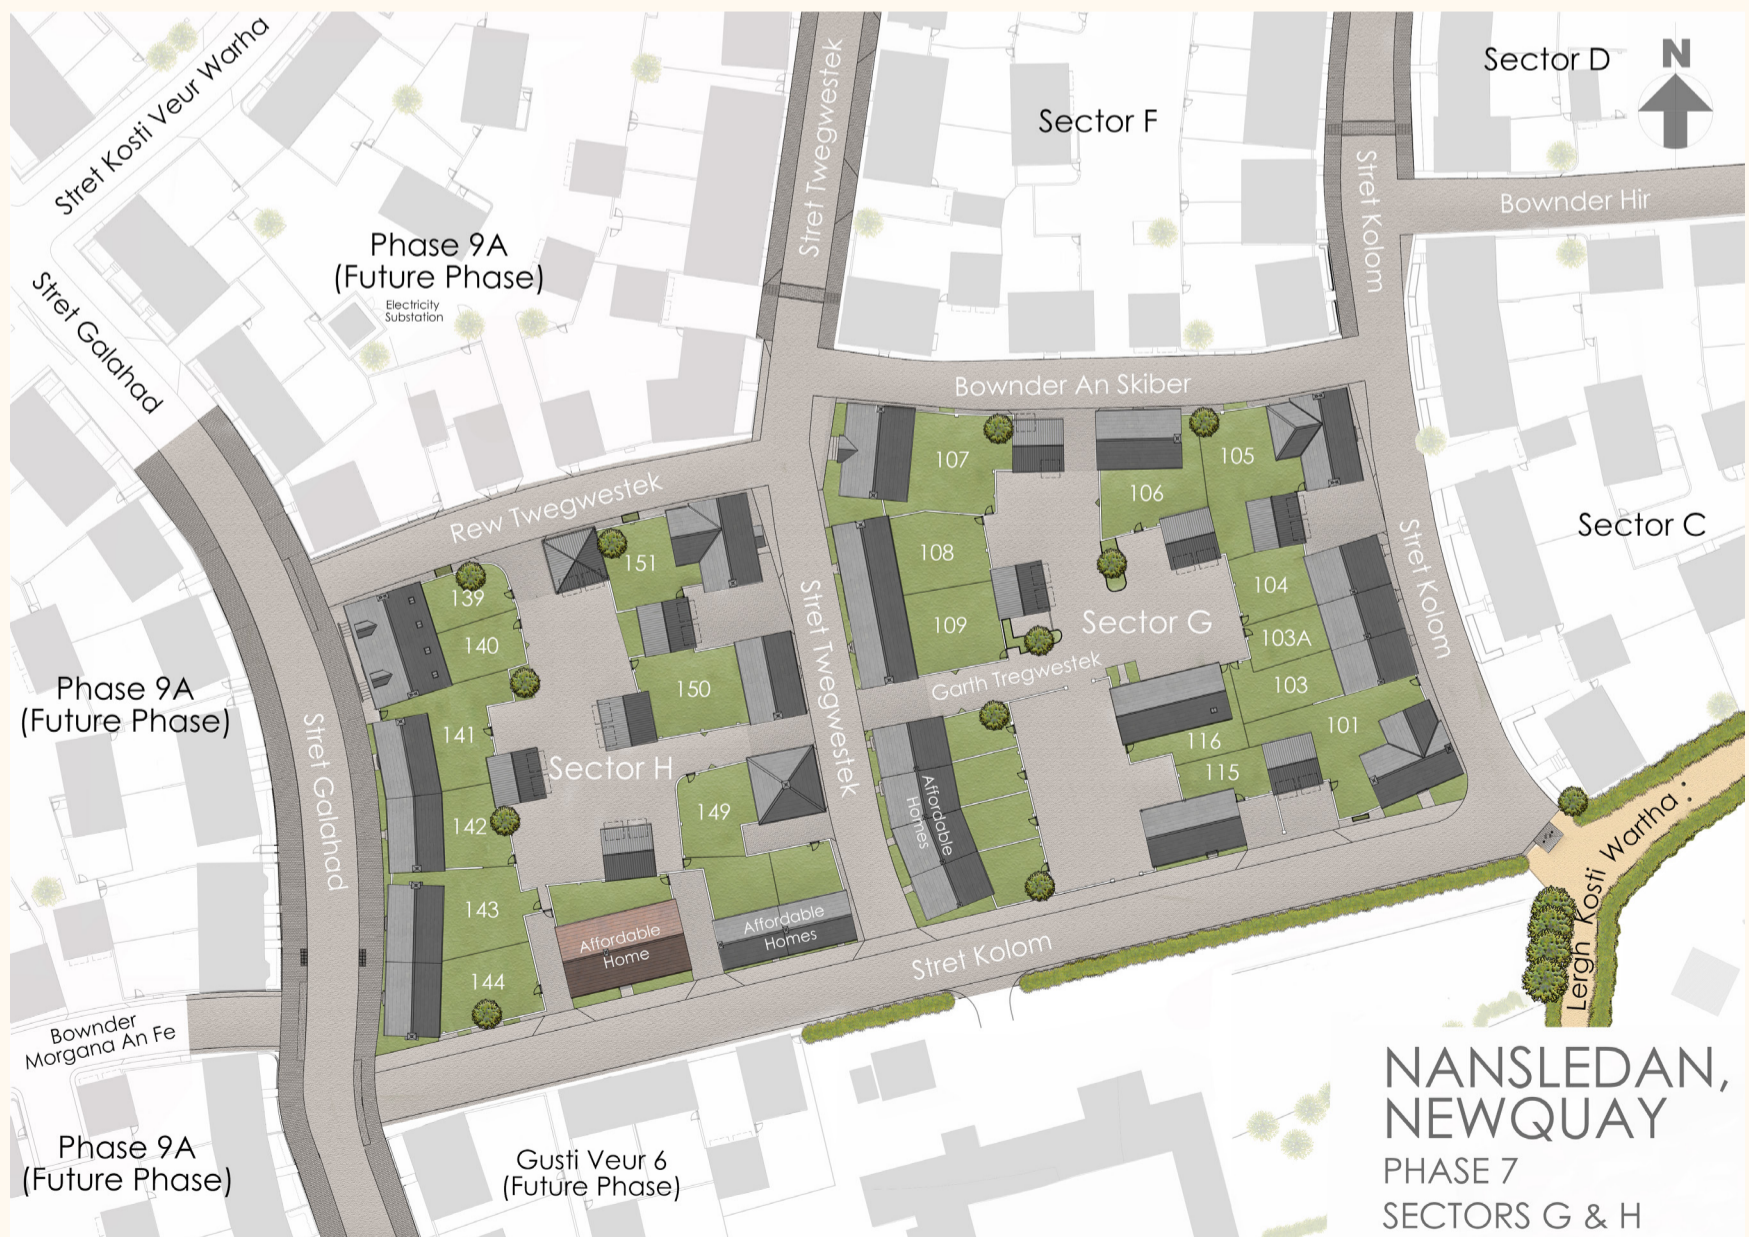 Stret Kosti Veur Warha
Stret Twegwestek
Sector F
Sector D
N
Stret Kolom
Bownder Hir
Phase 9A
(Future Phase)
Electricity
Substation
Stret Galahad
Bownder An Skiber
Rew Twegwestek
107
106
105
Sector C
108
109
104
103A
103
101
116
115
Sector G
Garth Tregwestek
Stret Kolom
Stret Twegwestek
139
140
141
142
143
144
151
150
149
Sector H
Phase 9A
(Future Phase)
Stret Galahad
Affordable
Homes
Affordable
Home
Affordable
Homes
Stret Kolom
Lergh Kosti Wartha
Bownder
Morgana An Fe
Phase 9A
(Future Phase)
Gusti Veur 6
(Future Phase)
NANSLEDAN,
NEWQUAY
PHASE 7
SECTORS G & H